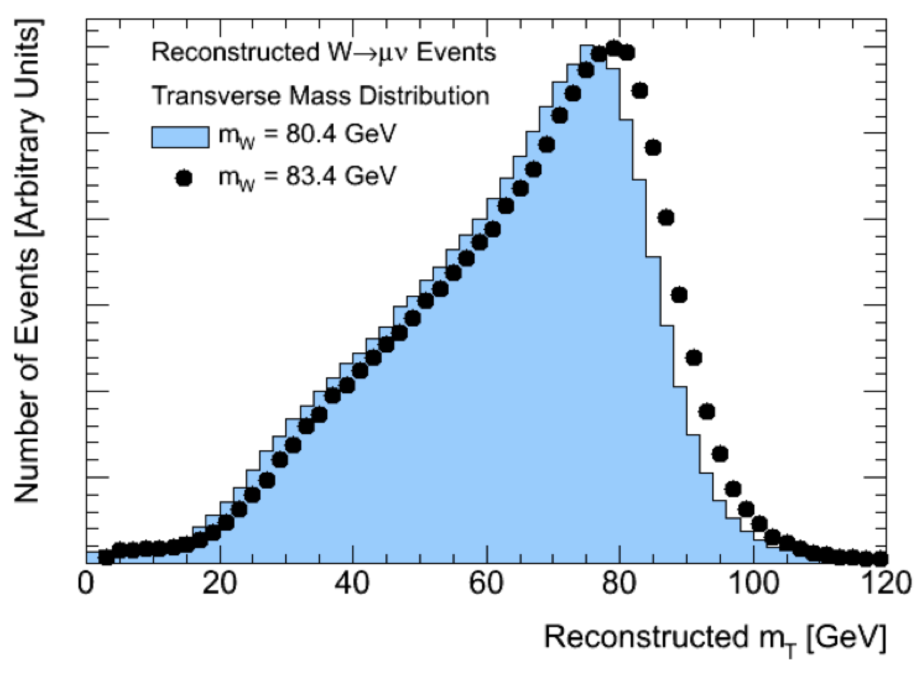 Number of Events [Arbitrary Units]
Reconstructed W→μν Events
Transverse Mass Distribution
m_W = 80.4 GeV
m_W = 83.4 GeV
0 20 40 60 80 100 120
Reconstructed m_T [GeV]